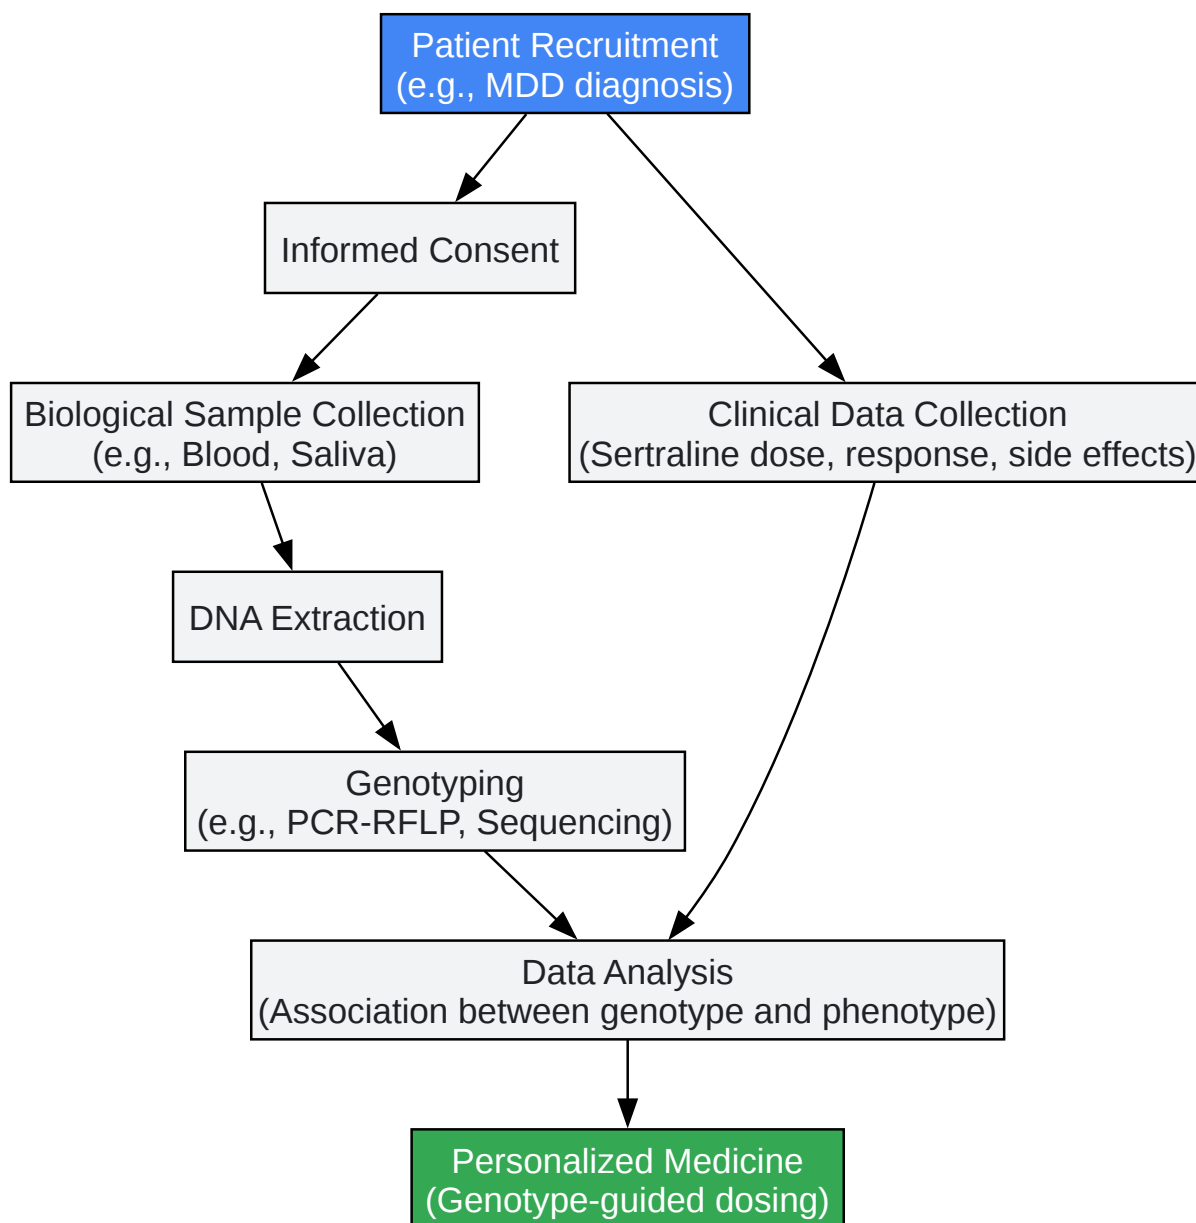 Patient Recruitment
(e.g., MDD diagnosis)
Informed Consent
Biological Sample Collection
(e.g., Blood, Saliva)
Clinical Data Collection
(Sertraline dose, response, side effects)
DNA Extraction
Genotyping
(e.g., PCR-RFLP, Sequencing)
Data Analysis
(Association between genotype and phenotype)
Personalized Medicine
(Genotype-guided dosing)